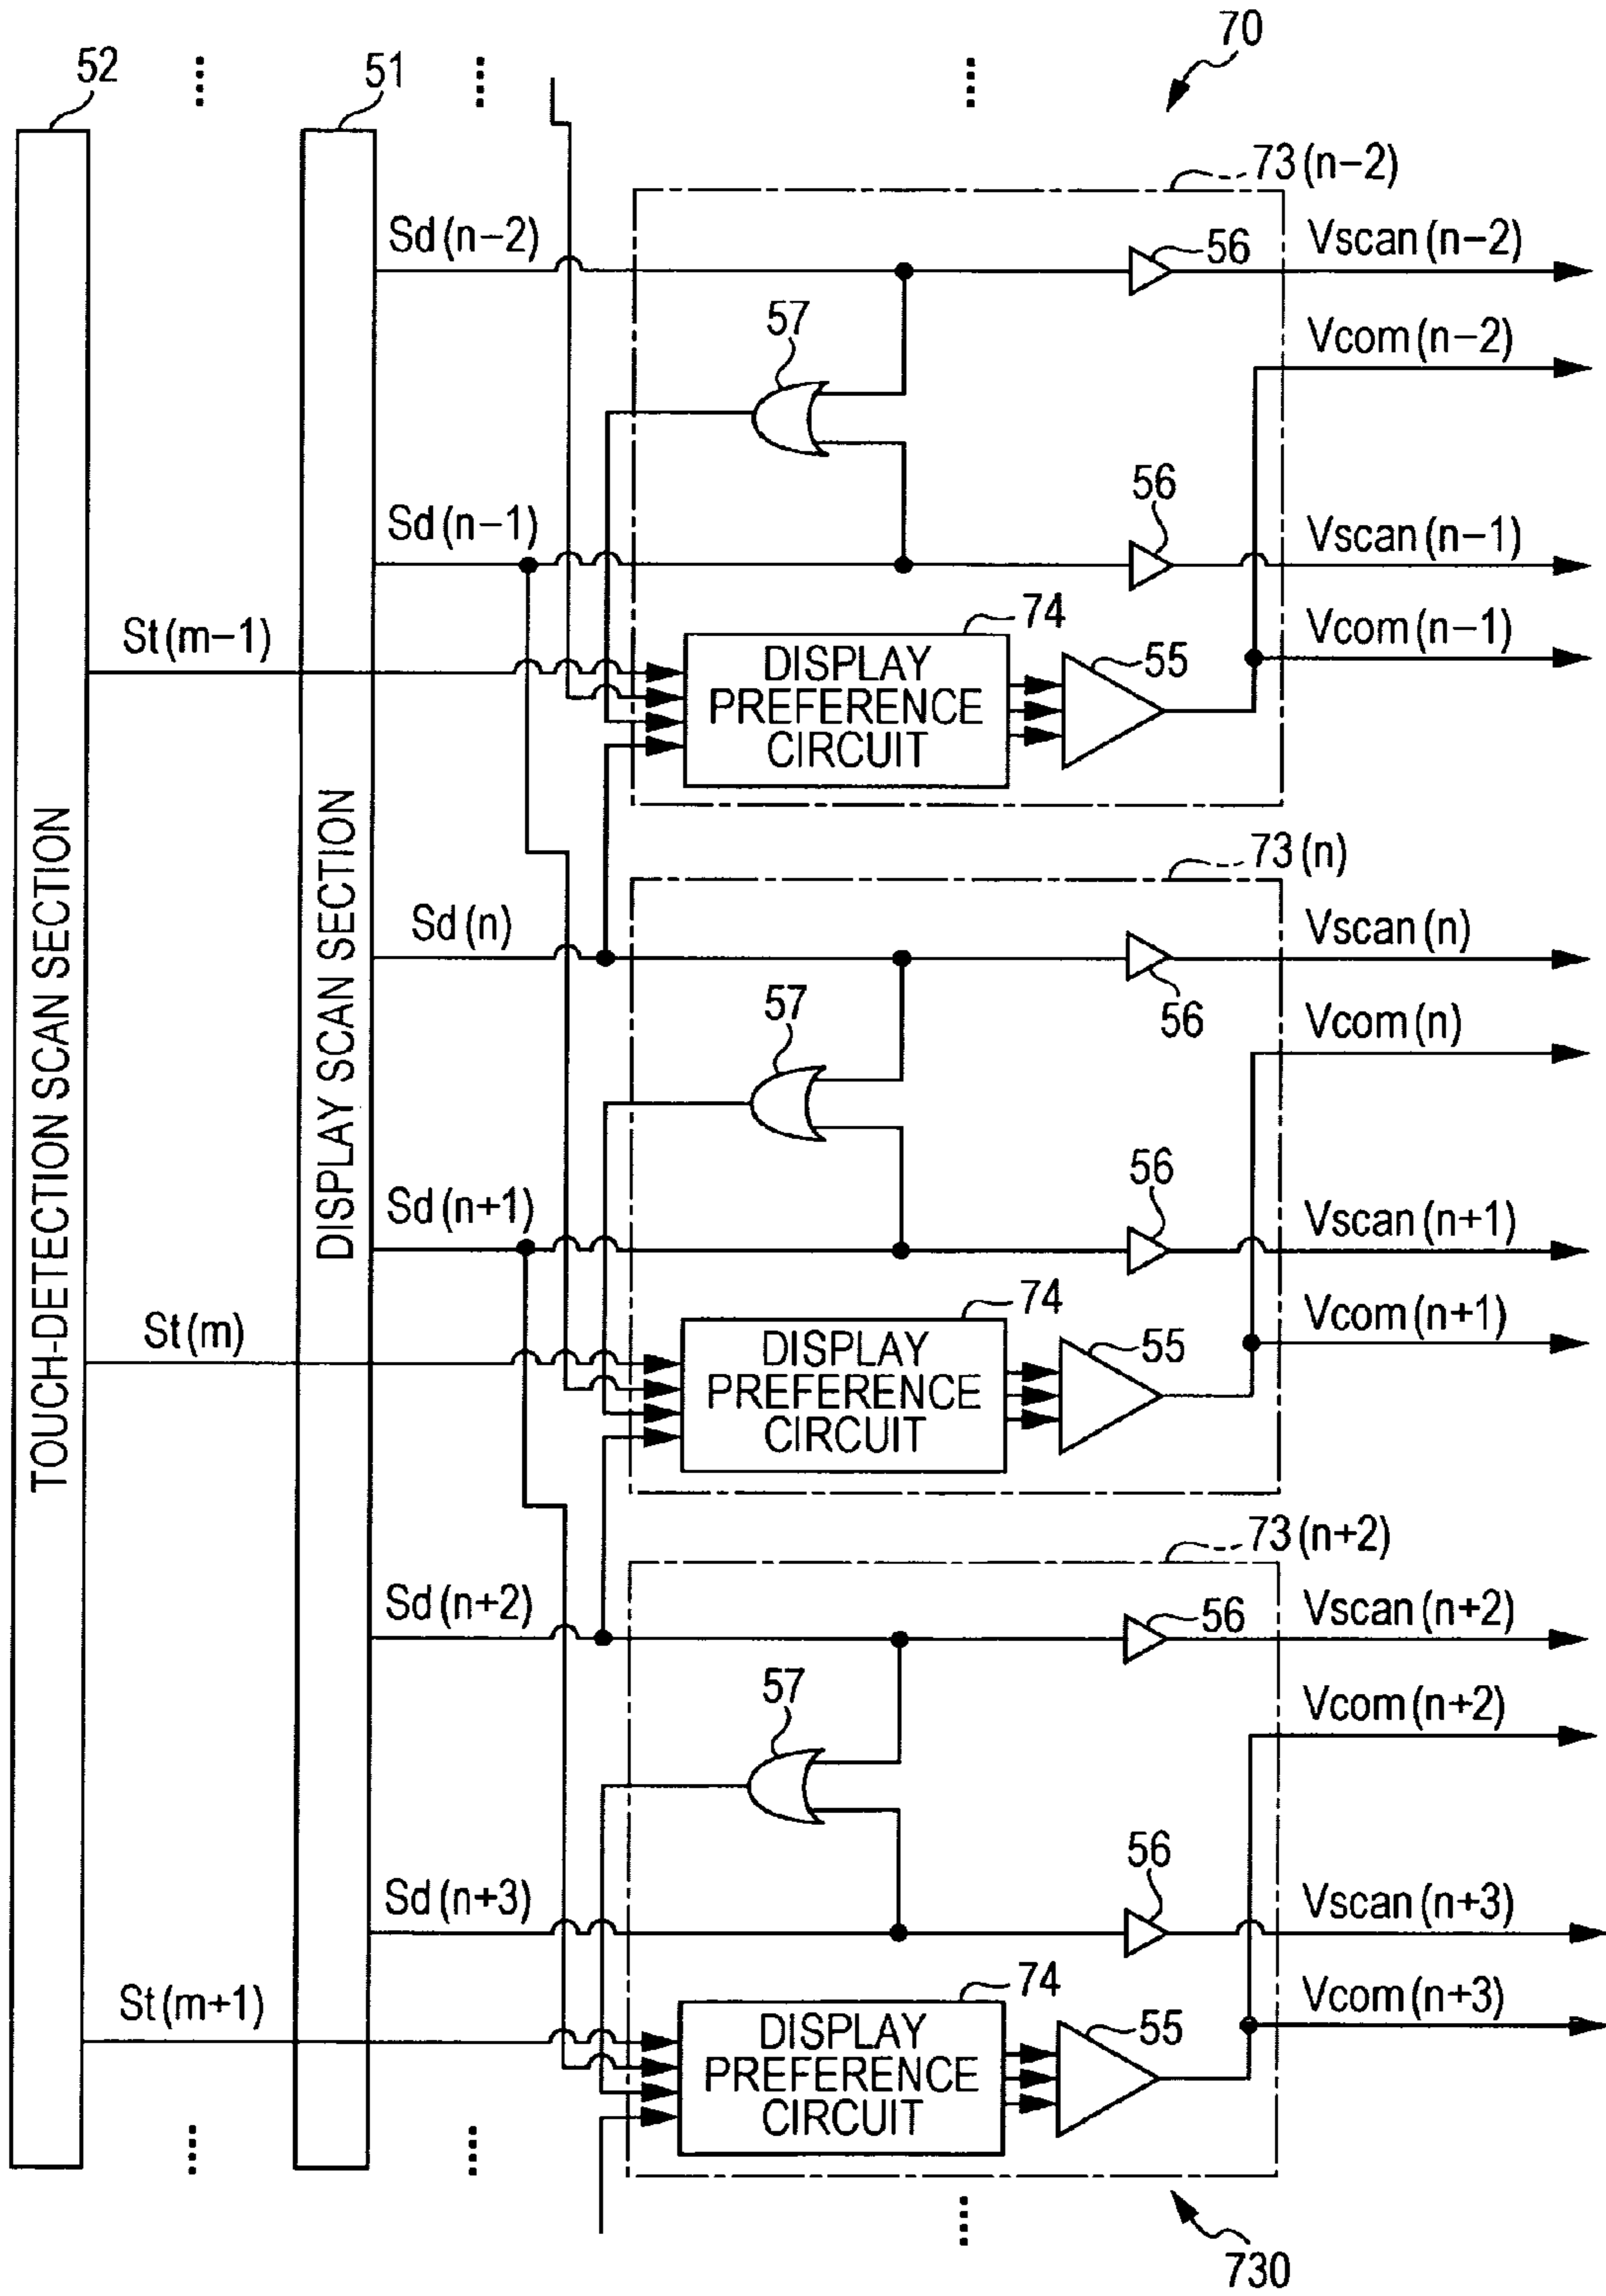 70
52
51
73(n−2)
Sd(n−2)
56
Vscan(n−2)
57
Vcom(n−2)
56
Sd(n−1)
Vscan(n−1)
74
St(m−1)
Vcom(n−1)
55
DISPLAY
PREFERENCE
CIRCUIT
TOUCH-DETECTION SCAN SECTION
DISPLAY SCAN SECTION
73(n)
Sd(n)
Vscan(n)
57
56
Vcom(n)
56
Sd(n+1)
Vscan(n+1)
74
St(m)
Vcom(n+1)
55
DISPLAY
PREFERENCE
CIRCUIT
73(n+2)
Sd(n+2)
56
Vscan(n+2)
57
Vcom(n+2)
56
Sd(n+3)
Vscan(n+3)
74
St(m+1)
Vcom(n+3)
55
DISPLAY
PREFERENCE
CIRCUIT
730